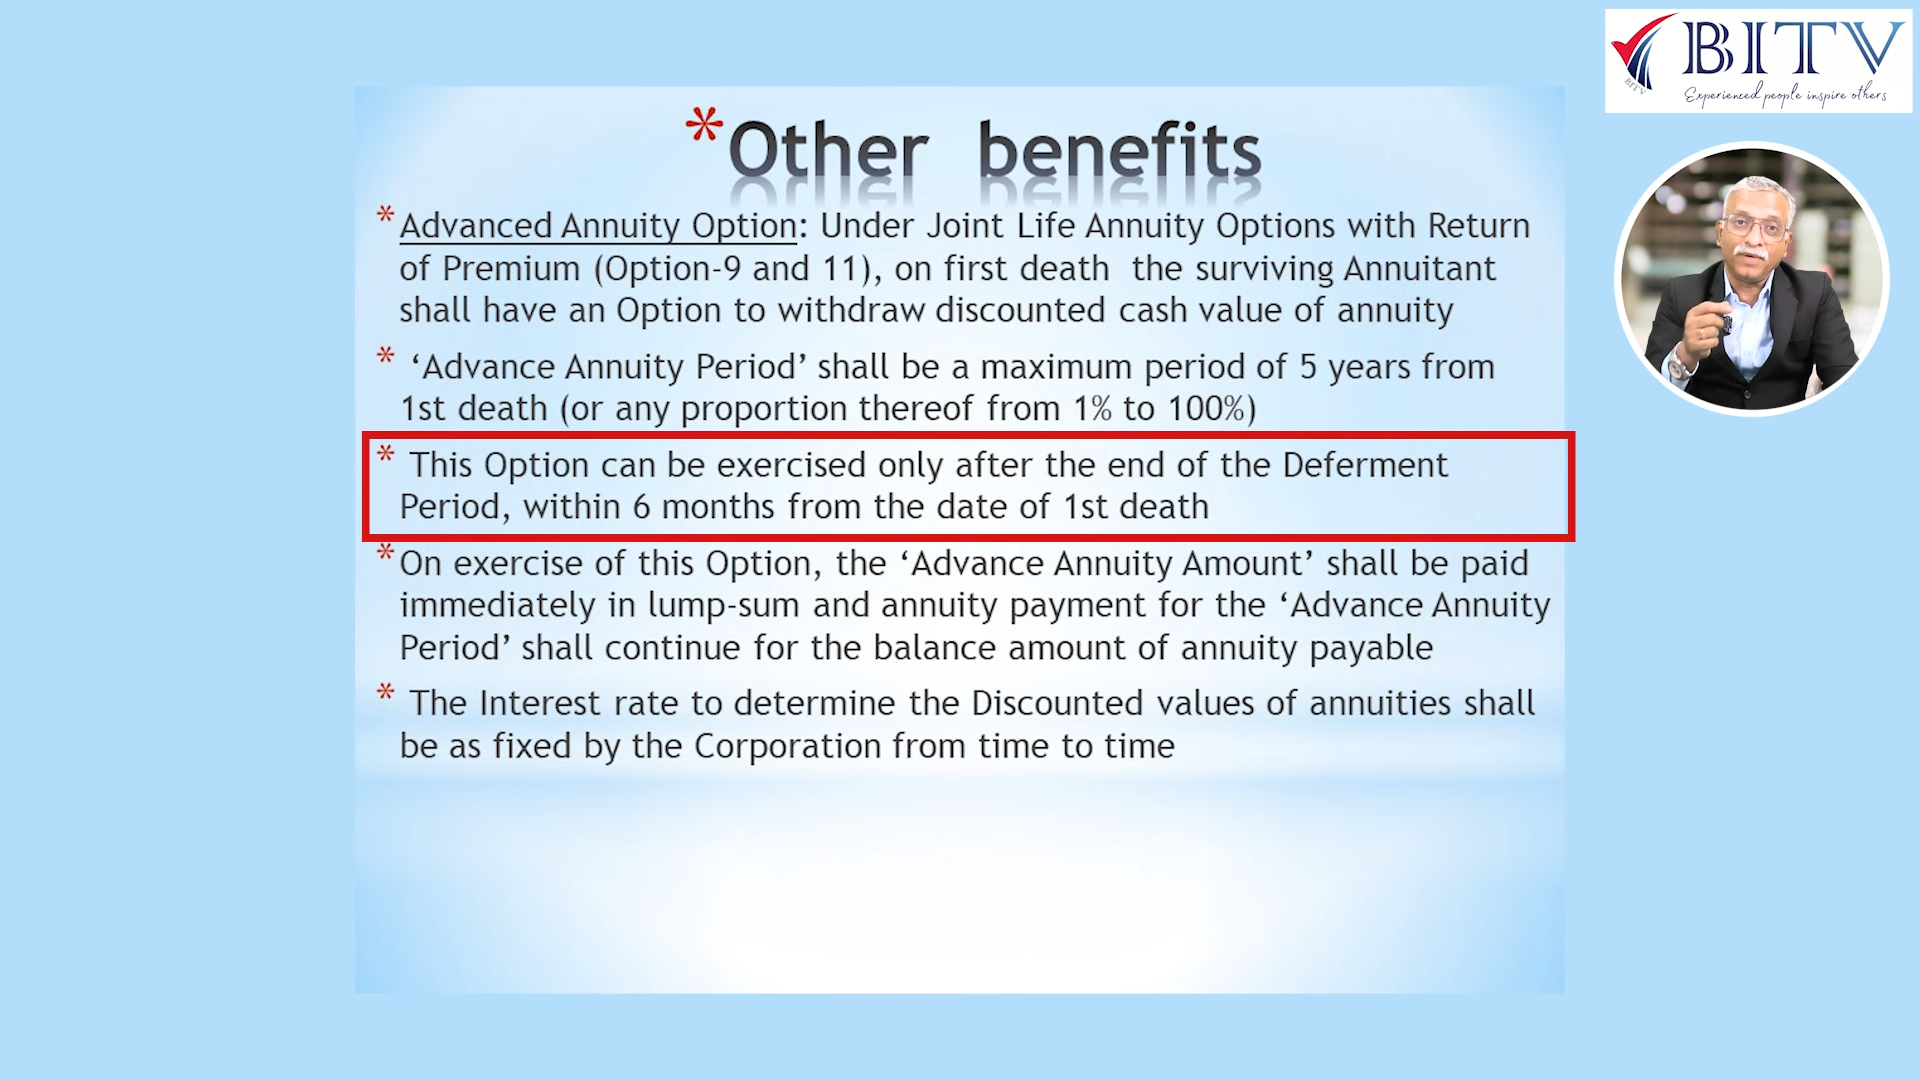 BITV
Experienced people inspire others
BITV
*Other benefits
*Advanced Annuity Option: Under Joint Life Annuity Options with Return
of Premium (Option-9 and 11), on first death the surviving Annuitant
shall have an Option to withdraw discounted cash value of annuity
* ‘Advance Annuity Period’ shall be a maximum period of 5 years from
1st death (or any proportion thereof from 1% to 100%)
* This Option can be exercised only after the end of the Deferment
Period, within 6 months from the date of 1st death
*On exercise of this Option, the ‘Advance Annuity Amount’ shall be paid
immediately in lump-sum and annuity payment for the ‘Advance Annuity
Period’ shall continue for the balance amount of annuity payable
* The Interest rate to determine the Discounted values of annuities shall
be as fixed by the Corporation from time to time